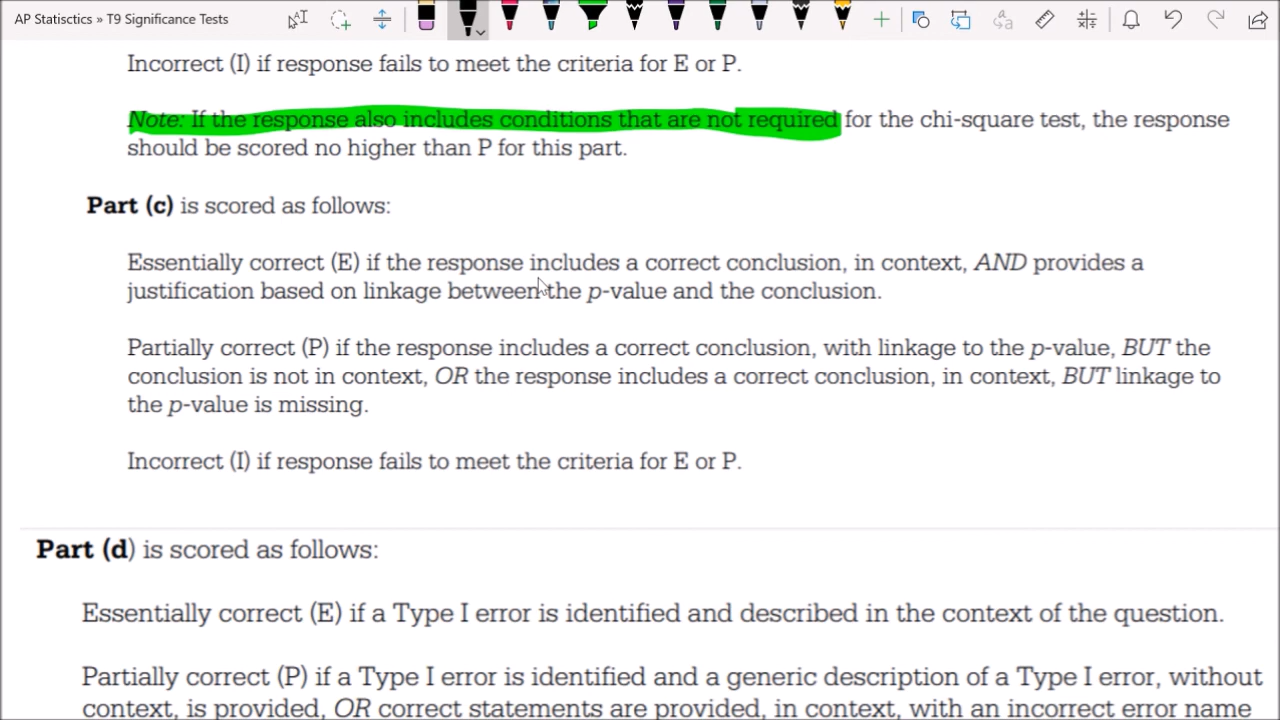 AP Statisctics » T9 Significance Tests
Incorrect (I) if response fails to meet the criteria for E or P.
Note: If the response also includes conditions that are not required for the chi-square test, the response
should be scored no higher than P for this part.
Part (c) is scored as follows:
Essentially correct (E) if the response includes a correct conclusion, in context, AND provides a
justification based on linkage between the p-value and the conclusion.
Partially correct (P) if the response includes a correct conclusion, with linkage to the p-value, BUT the
conclusion is not in context, OR the response includes a correct conclusion, in context, BUT linkage to
the p-value is missing.
Incorrect (I) if response fails to meet the criteria for E or P.
Part (d) is scored as follows:
Essentially correct (E) if a Type I error is identified and described in the context of the question.
Partially correct (P) if a Type I error is identified and a generic description of a Type I error, without
context, is provided, OR correct statements are provided, in context, with an incorrect error name